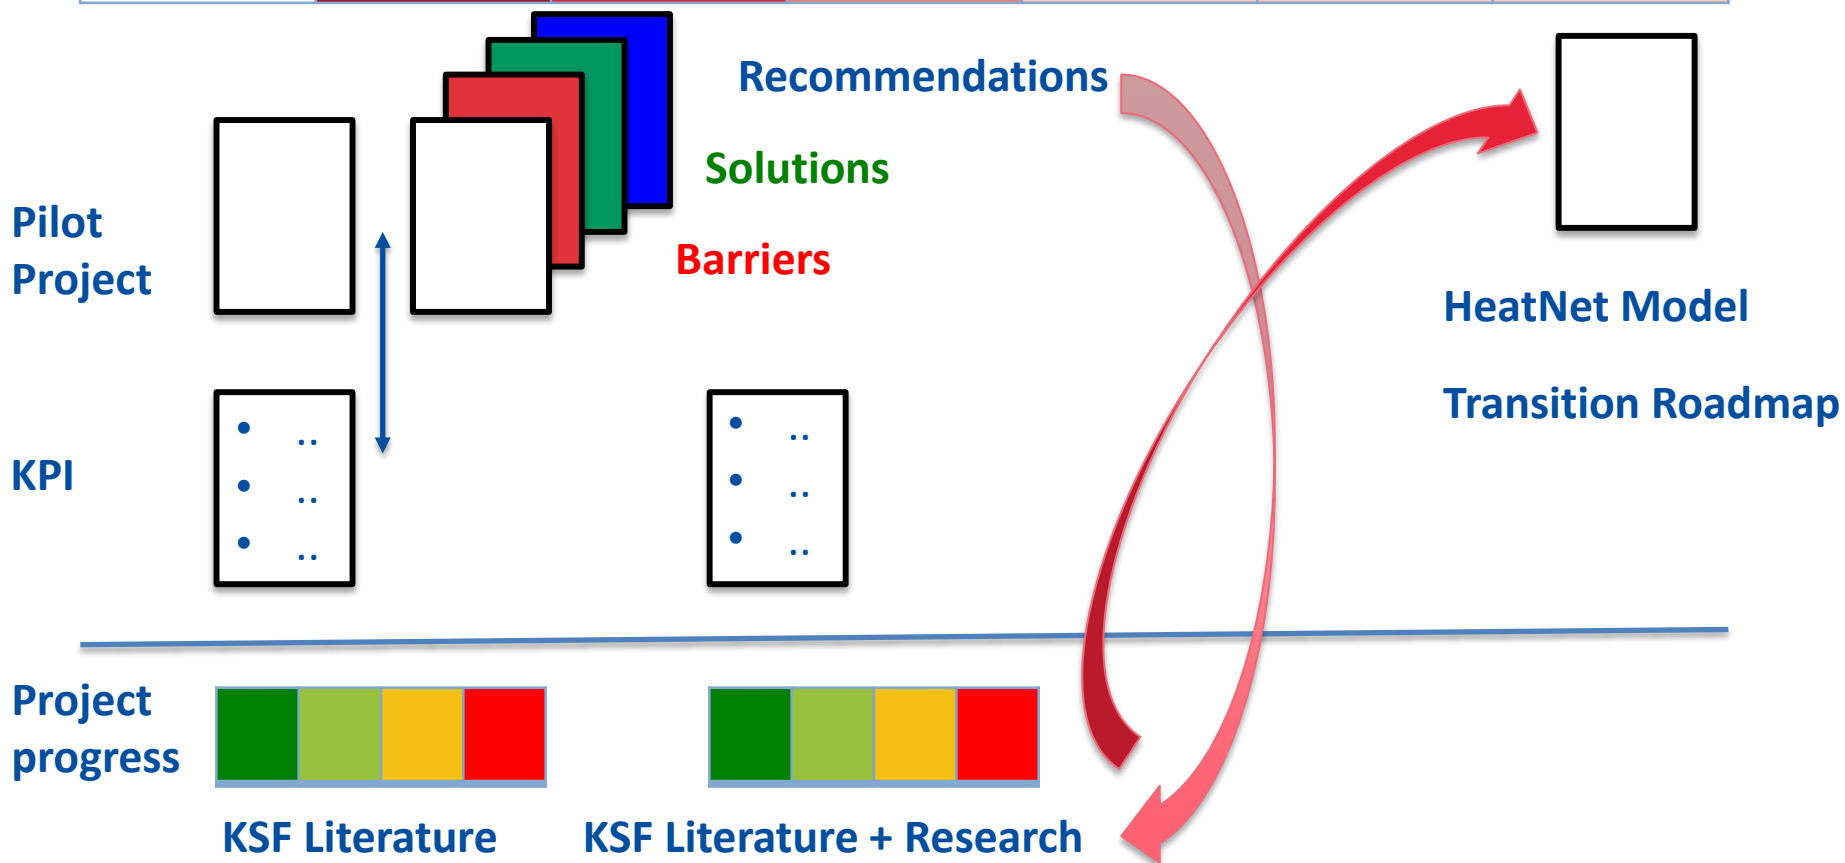 Recommendations
Solutions
Barriers
Pilot
Project
HeatNet Model
Transition Roadmap
KPI
• ..
• ..
• ..
• ..
• ..
• ..
Project
progress
KSF Literature
KSF Literature + Research